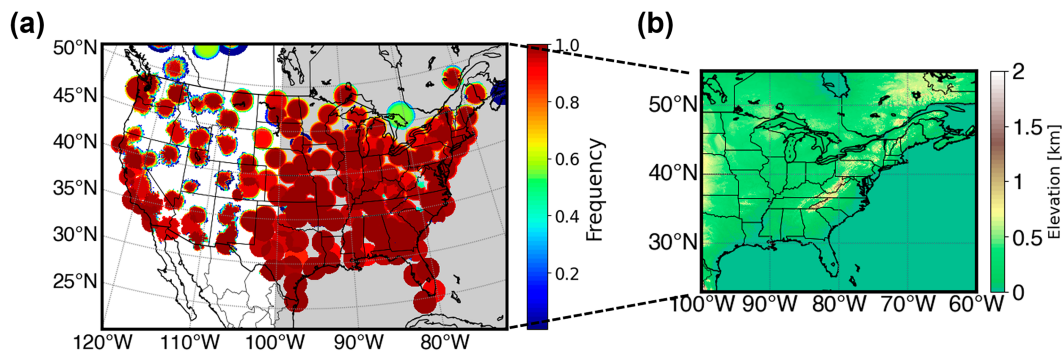 (a)
50°N
45°N
40°N
35°N
30°N
25°N
120°W 110°W 100°W 90°W 80°W
1.0
0.8
0.6
0.4
0.2
Frequency
(b)
50°N
40°N
30°N
100°W 90°W 80°W 70°W 60°W
2
1.5
1
0.5
0
Elevation [km]